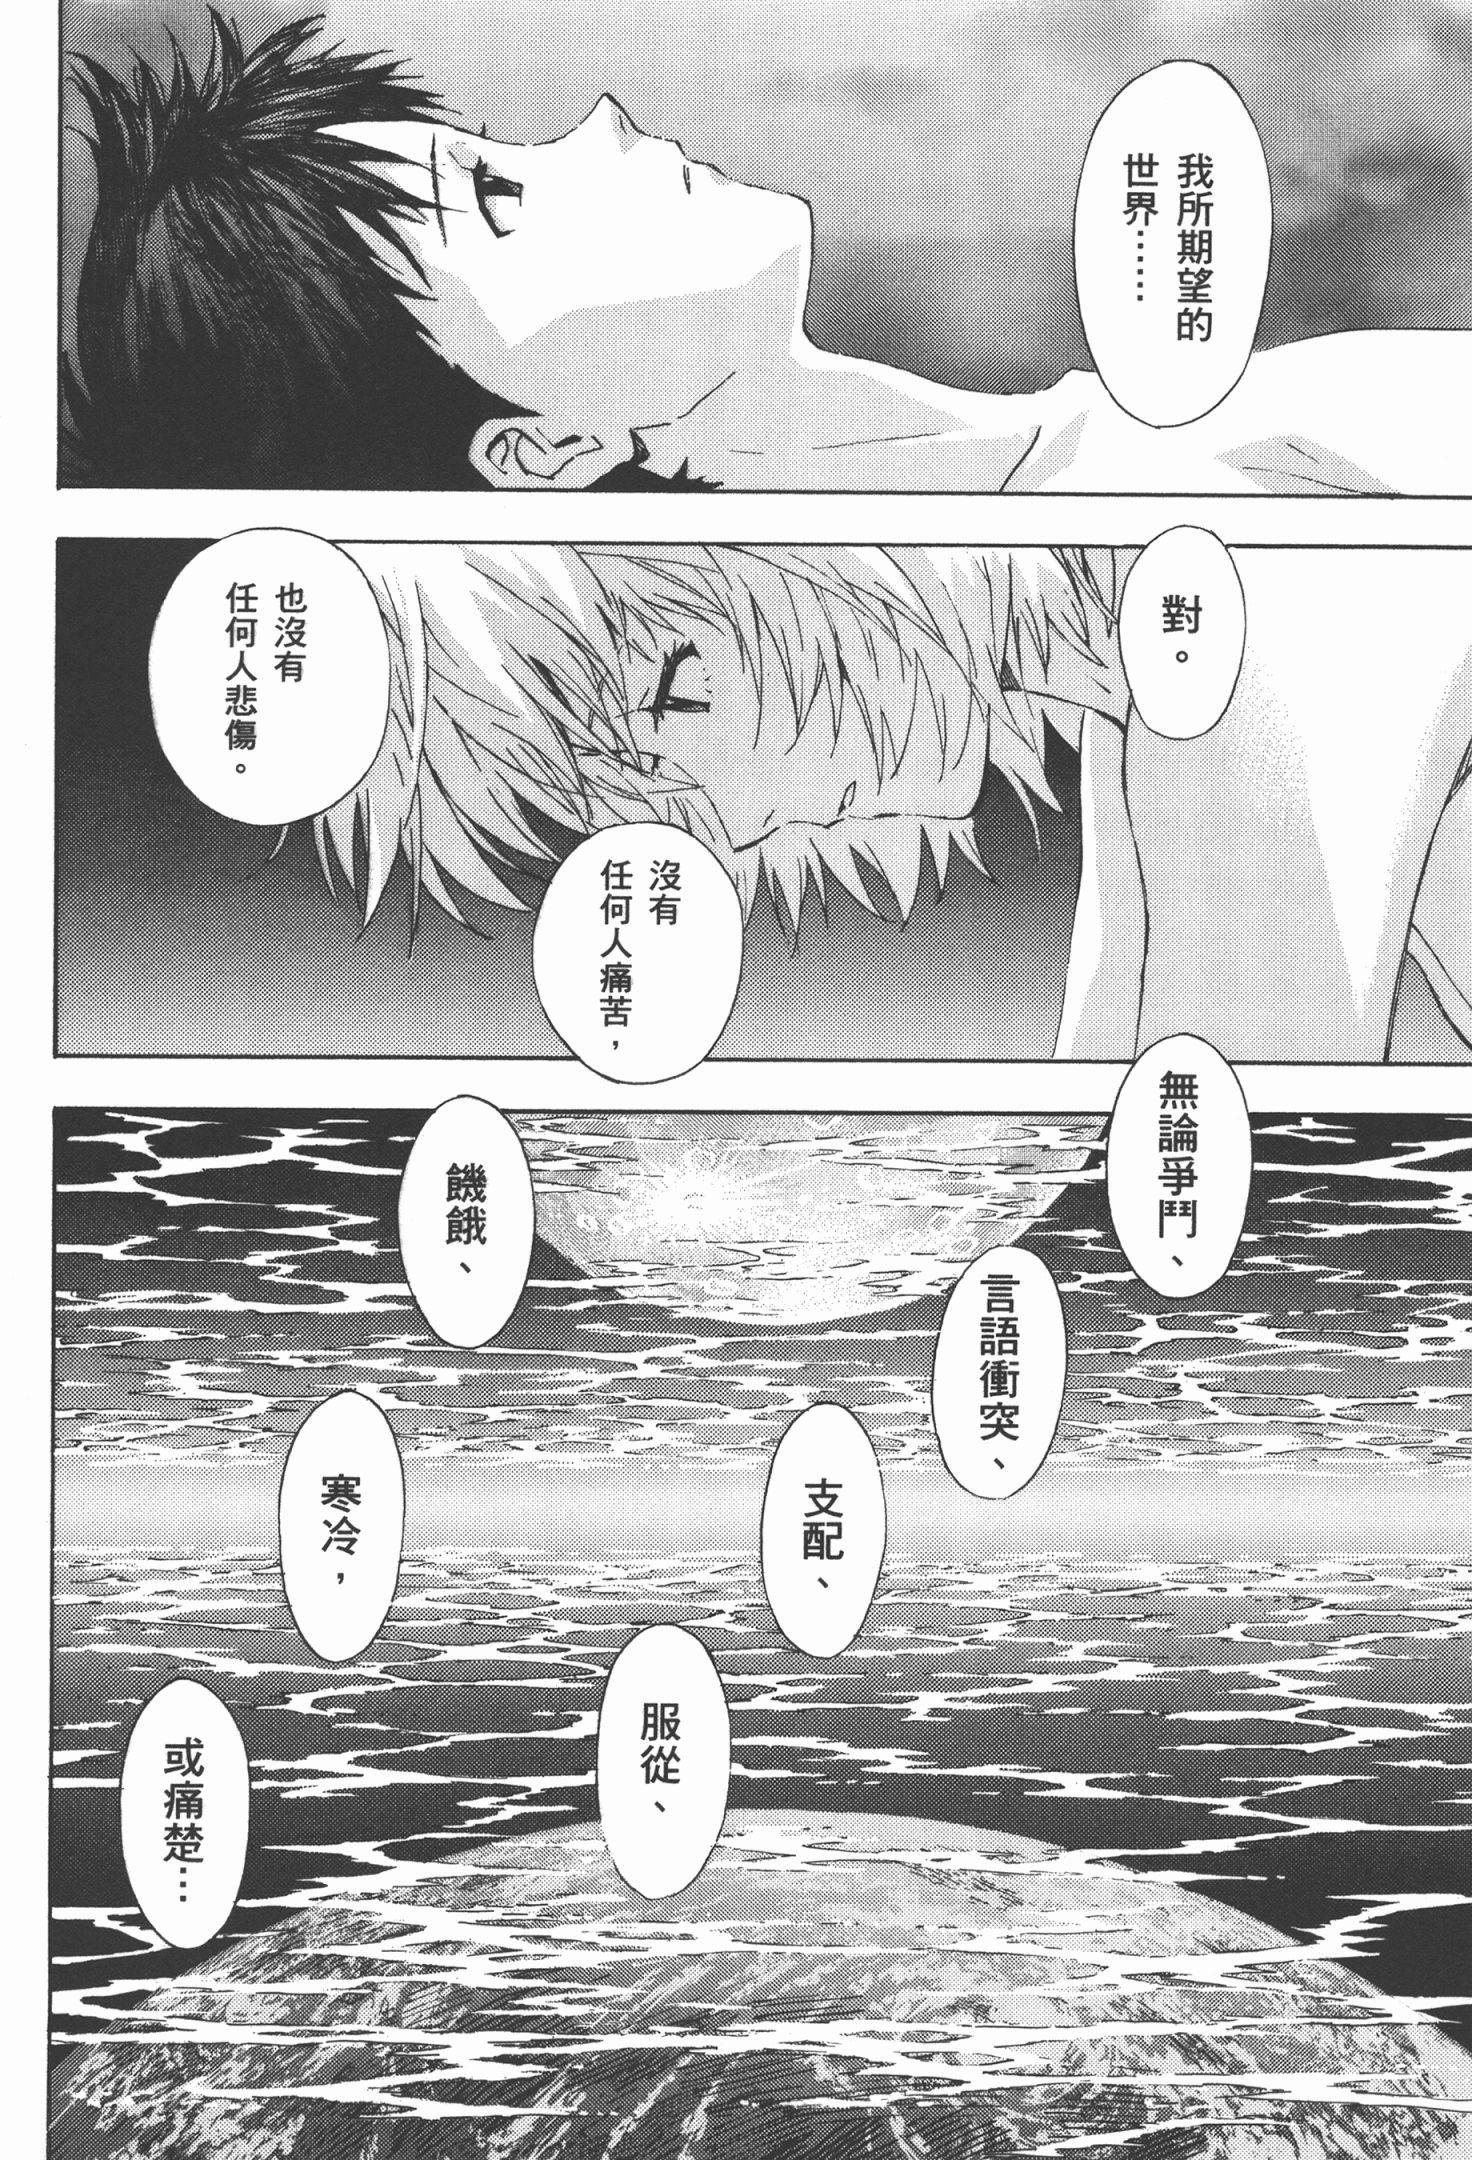 我所期望的
世界……
對。
沒有
任何人痛苦，
也沒有
任何人悲傷。
無論爭鬥、
言語衝突、
支配、
服從、
饑餓、
寒冷，
或痛楚…